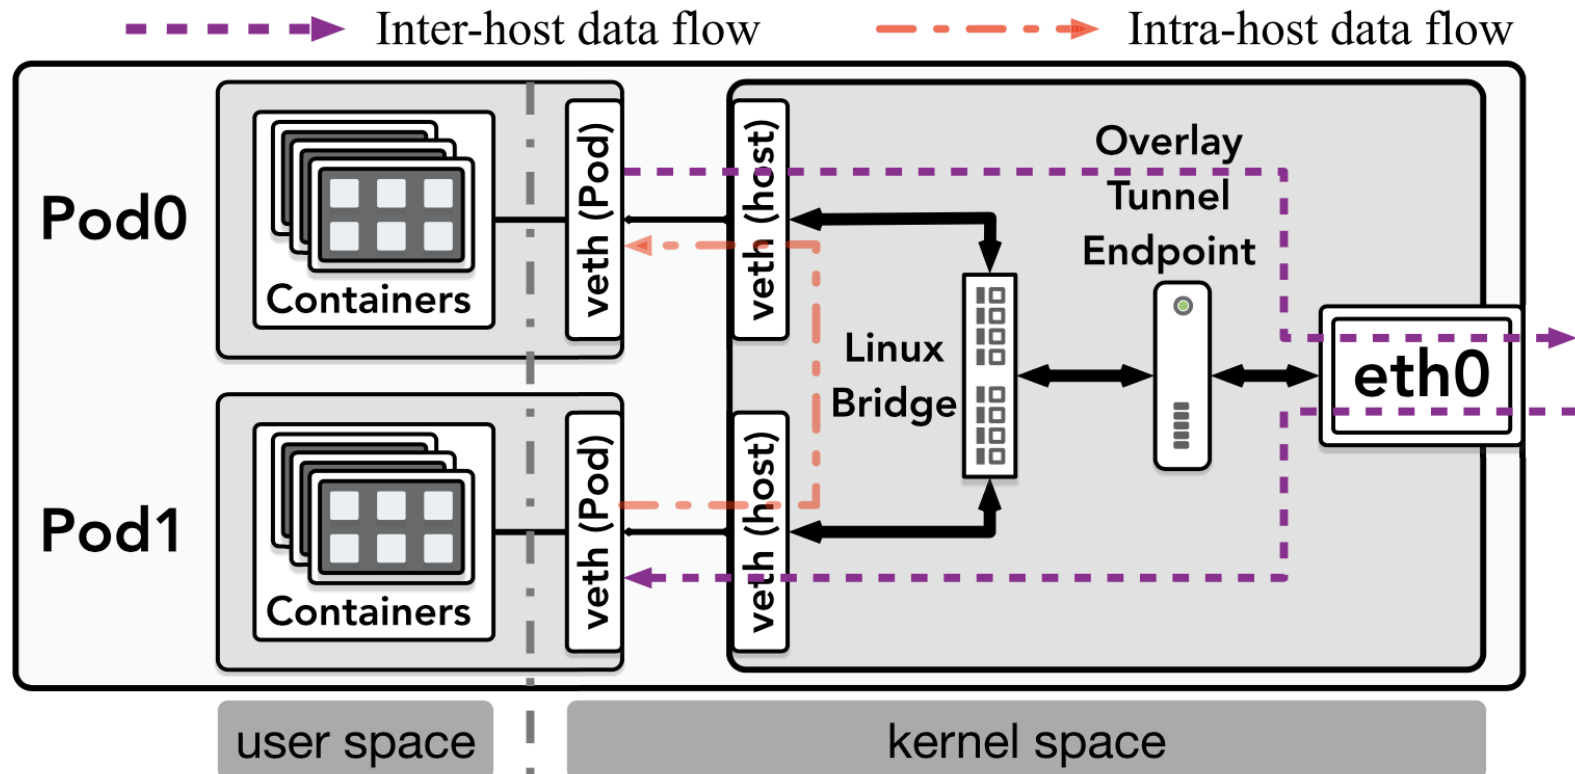 Inter-host data flow
Intra-host data flow
Pod0
Containers
veth (Pod)
veth (host)
Overlay
Tunnel
Endpoint
Linux
Bridge
eth0
Pod1
Containers
veth (Pod)
veth (host)
user space
kernel space